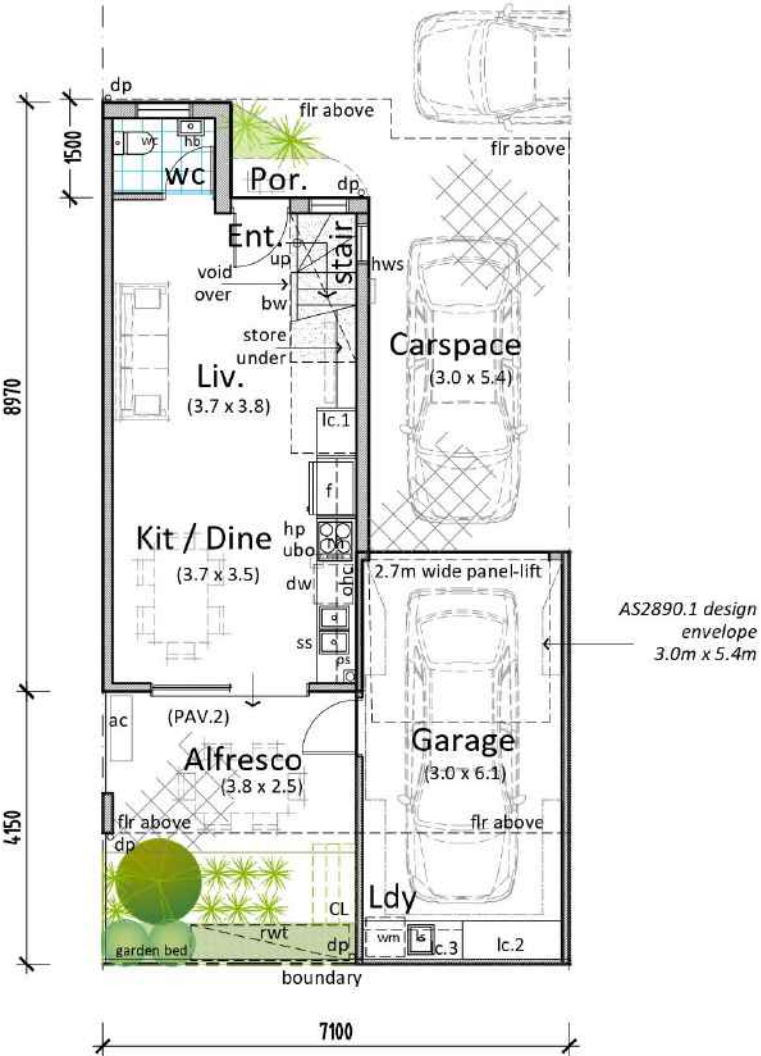 dp
flr above
flr above
1500
wc
hb
wc
Por.
dp
Ent.
up
stair
hws
void
over
bw
store
under
Carspace
(3.0 x 5.4)
Liv.
(3.7 x 3.8)
lc.1
8970
f
Kit / Dine
(3.7 x 3.5)
hp
ubo
rh
dw
ohc
2.7m wide panel-lift
AS2890.1 design
envelope
3.0m x 5.4m
ss
ps
ac
(PAV.2)
Alfresco
(3.8 x 2.5)
Garage
(3.0 x 6.1)
4150
flr above
flr above
dp
Ldy
CL
rwt
dp
garden bed
wm
ls
lc.3
lc.2
boundary
7100